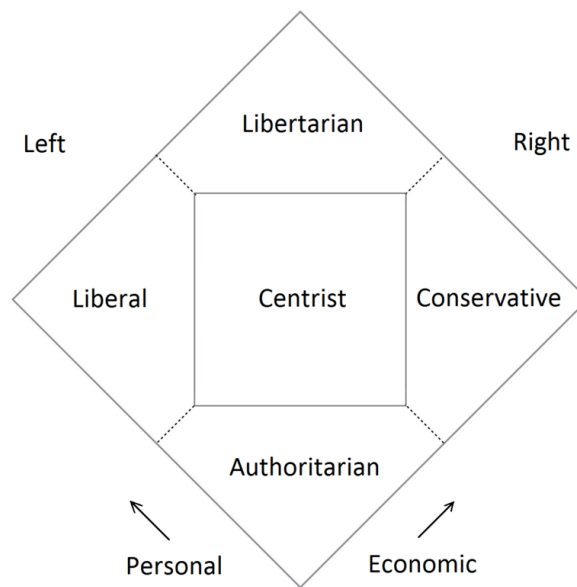 Libertarian
Left
Right
Liberal
Centrist
Conservative
Authoritarian
Personal
Economic